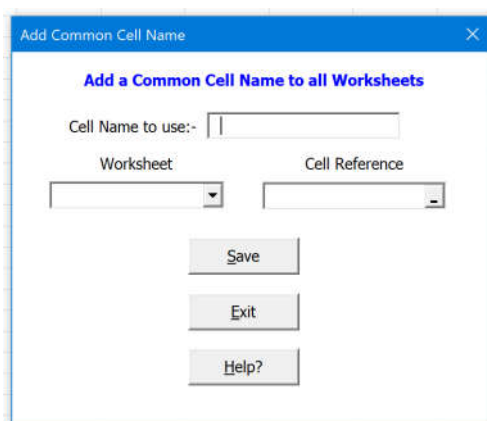 Add Common Cell Name
Add a Common Cell Name to all Worksheets
Cell Name to use:-
Worksheet Cell Reference
Save
Exit
Help?